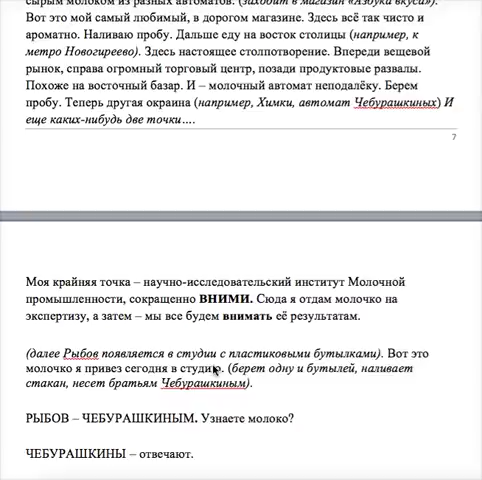 сырым молоком из разных автоматов. (заходит в магазин «Азбука вкуса»).
Вот это мой самый любимый, в дорогом магазине. Здесь всё так чисто и
ароматно. Наливаю пробу. Дальше еду на восток столицы (например, к
метро Новогиреево). Здесь настоящее столпотворение. Впереди вещевой
рынок, справа огромный торговый центр, позади продуктовые развалы.
Похоже на восточный базар. И – молочный автомат неподалёку. Берем
пробу. Теперь другая окраина (например, Химки, автомат Чебурашкиных) И
еще каких-нибудь две точки….
7
Моя крайняя точка – научно-исследовательский институт Молочной
промышленности, сокращенно ВНИМИ. Сюда я отдам молочко на
экспертизу, а затем – мы все будем внимать её результатам.
(далее Рыбов появляется в студии с пластиковыми бутылками). Вот это
молочко я привез сегодня в студию. (берет одну и бутылей, наливает
стакан, несет братьям Чебурашкиным).
РЫБОВ – ЧЕБУРАШКИНЫМ. Узнаете молоко?
ЧЕБУРАШКИНЫ – отвечают.